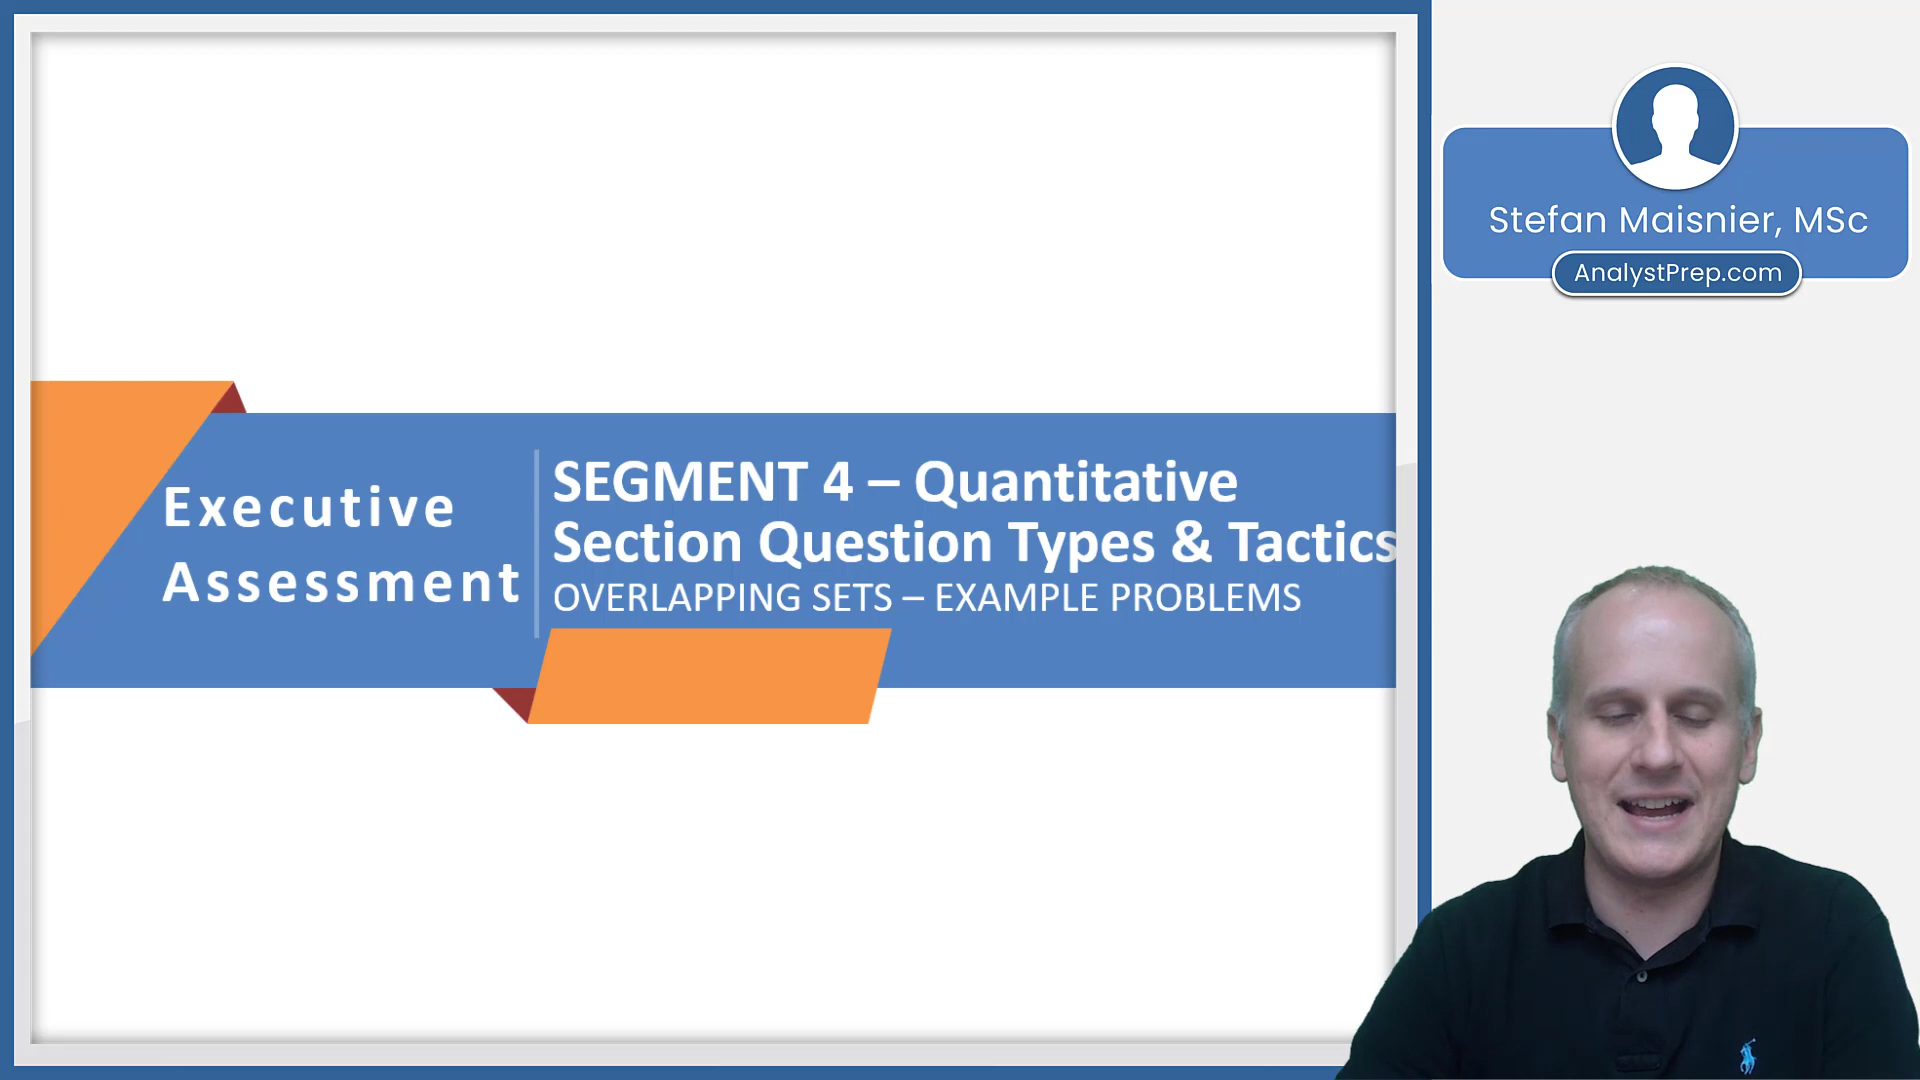 Executive
Assessment
SEGMENT 4 – Quantitative
Section Question Types & Tactics
OVERLAPPING SETS – EXAMPLE PROBLEMS
Stefan Maisnier, MSc
AnalystPrep.com